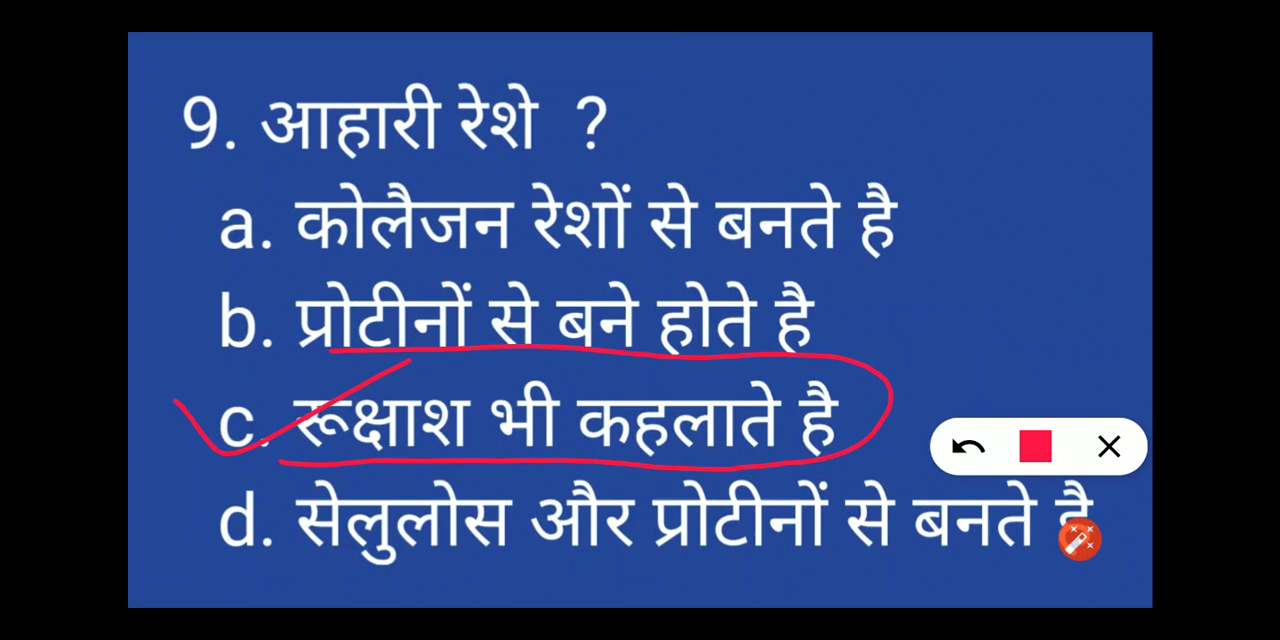 9. आहारी रेशे ?
a. कोलैजन रेशों से बनते है
b. प्रोटीनों से बने होते है
c. रूक्षाश भी कहलाते है
d. सेलुलोस और प्रोटीनों से बनते है